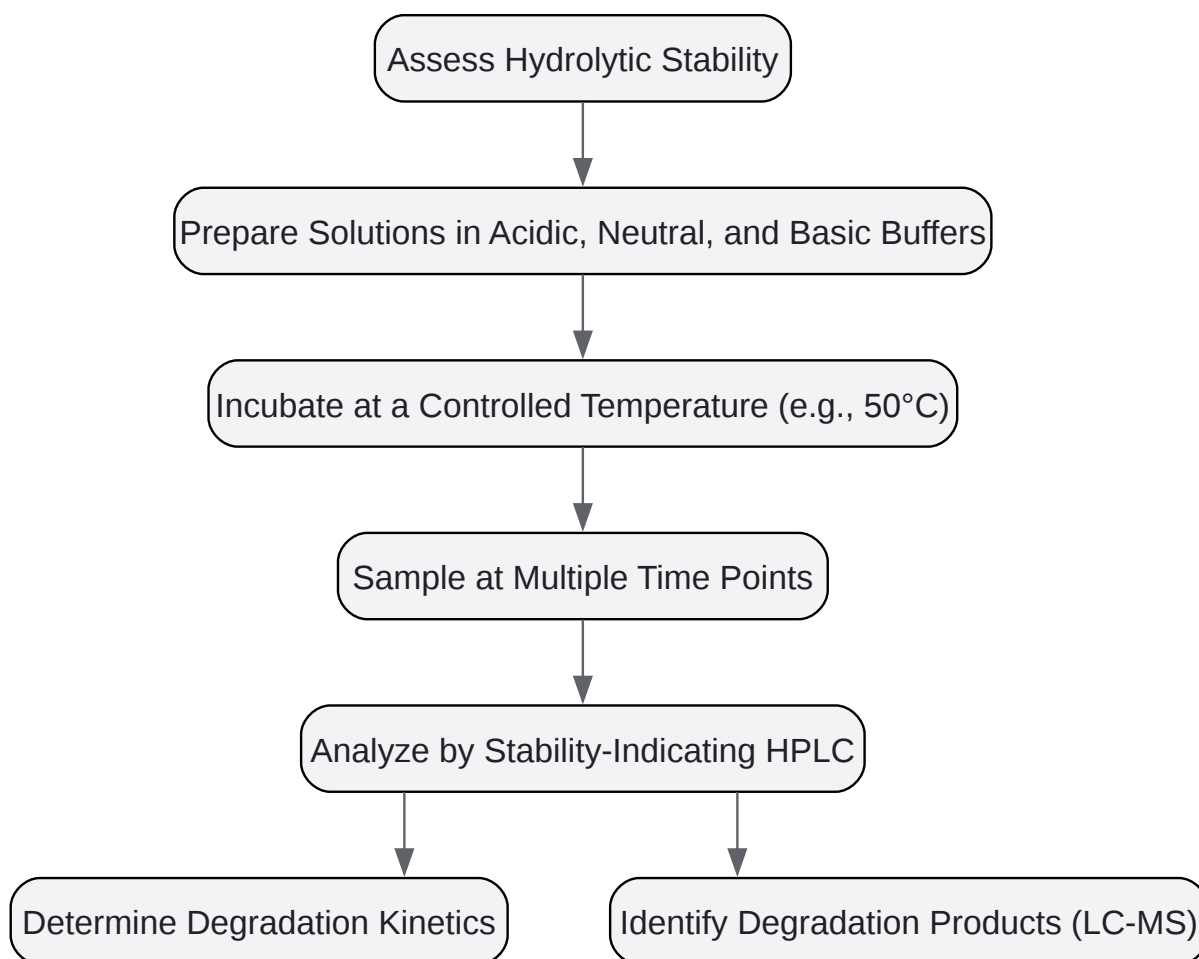 Assess Hydrolytic Stability
Prepare Solutions in Acidic, Neutral, and Basic Buffers
Incubate at a Controlled Temperature (e.g., 50°C)
Sample at Multiple Time Points
Analyze by Stability-Indicating HPLC
Determine Degradation Kinetics
Identify Degradation Products (LC-MS)